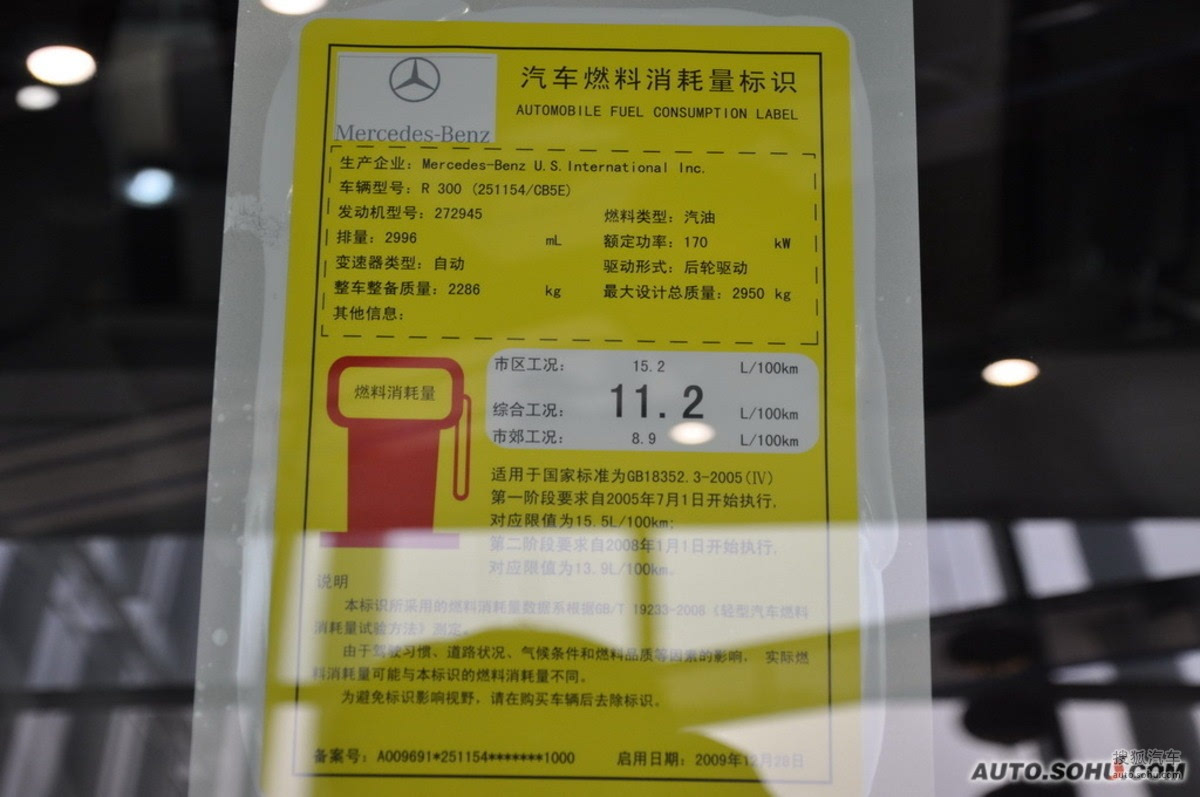 汽车燃料消耗量标识
AUTOMOBILE FUEL CONSUMPTION LABEL
Mercedes-Benz
生产企业: Mercedes-Benz U.S. International Inc.
车辆型号: R 300 (251154/CB5E)
发动机型号: 272945 燃料类型: 汽油
排量: 2996 mL 额定功率: 170 kW
变速器类型: 自动 驱动形式: 后轮驱动
整车整备质量: 2286 kg 最大设计总质量: 2950 kg
其他信息:
燃料消耗量
市区工况: 15.2 L/100km
综合工况: 11.2 L/100km
市郊工况: 8.9 L/100km
适用于国家标准为GB18352.3-2005(Ⅳ)
第一阶段要求自2005年7月1日开始执行,
对应限值为15.5L/100km;
第二阶段要求自2008年1月1日开始执行,
对应限值为13.9L/100km。
说明
本标识所采用的燃料消耗量数据系根据GB/T 19233-2008《轻型汽车燃料
消耗量试验方法》测定。
由于驾驶习惯、道路状况、气候条件和燃料品质等因素的影响, 实际燃
料消耗量可能与本标识的燃料消耗量不同。
为避免标识影响视野, 请在购买车辆后去除标识。
备案号: A009691*251154*******1000 启用日期: 2009年12月28日
搜狐汽车
auto.sohu.com
AUTO.SOHU.COM